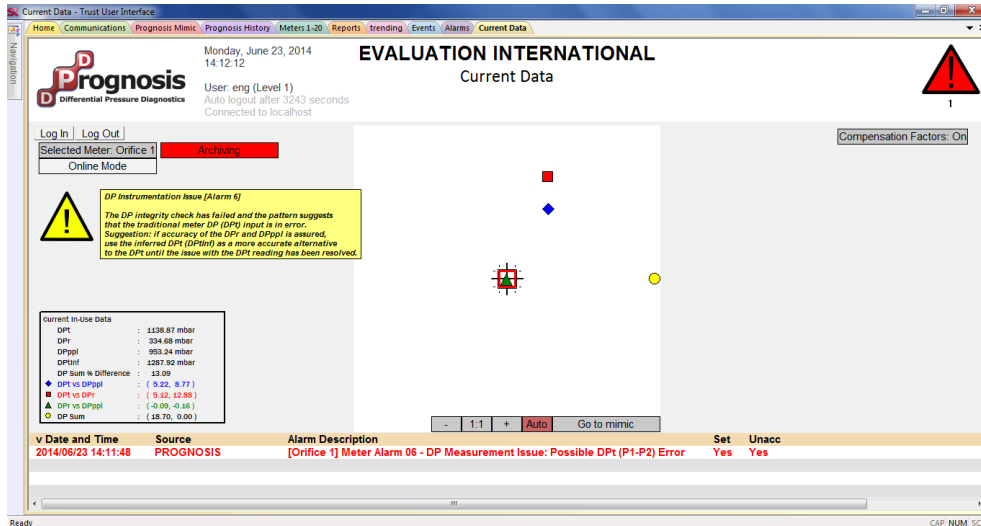 Current Data - Trust User Interface
Home Communications Prognosis Mimic Prognosis History Meters 1-20 Reports trending Events Alarms Current Data
Navigation
Prognosis
Differential Pressure Diagnostics
Monday, June 23, 2014
14:12:12
User: eng (Level 1)
Auto logout after 3243 seconds
Connected to localhost
EVALUATION INTERNATIONAL
Current Data
1
Log In Log Out
Selected Meter: Orifice 1 Archiving
Online Mode
Compensation Factors: On
DP Instrumentation Issue [Alarm 6]
The DP integrity check has failed and the pattern suggests
that the traditional meter DP (DPt) input is in error.
Suggestion: if accuracy of the DPr and DPppl is assured,
use the inferred DPt (DPtInf) as a more accurate alternative
to the DPt until the issue with the DPt reading has been resolved.
Current In-Use Data
DPt : 1138.87 mbar
DPr : 334.68 mbar
DPppl : 953.24 mbar
DPtInf : 1287.92 mbar
DP Sum % Difference : 13.09
DPt vs DPppl : ( 5.22, 8.77 )
DPt vs DPr : ( 5.12, 12.88 )
DPr vs DPppl : (-0.09, -0.16 )
DP Sum : ( 18.70, 0.00 )
- 1:1 + Auto Go to mimic
v Date and Time Source Alarm Description Set Unacc
2014/06/23 14:11:48 PROGNOSIS [Orifice 1] Meter Alarm 06 - DP Measurement Issue: Possible DPt (P1-P2) Error Yes Yes
Ready CAP NUM SC